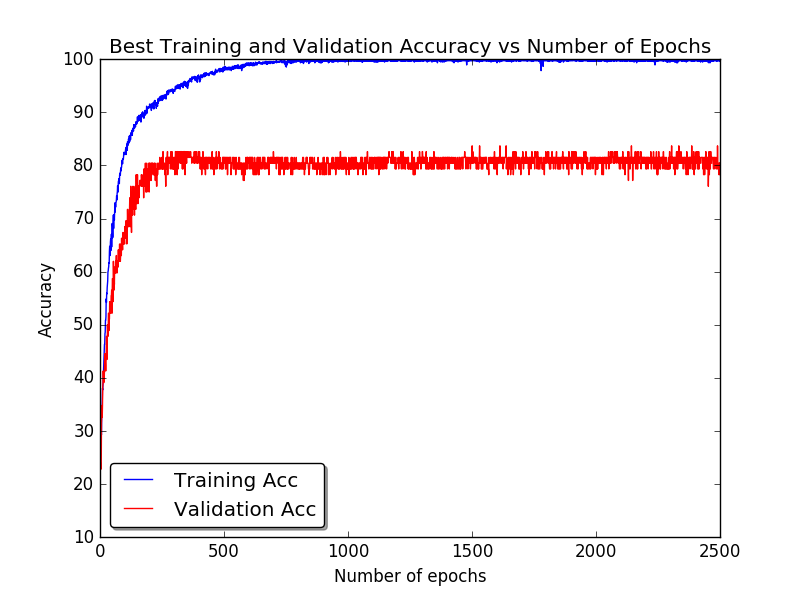 Best Training and Validation Accuracy vs Number of Epochs
100
90
80
70
60
50
40
30
20
10
Accuracy
Training Acc
Validation Acc
0 500 1000 1500 2000 2500
Number of epochs